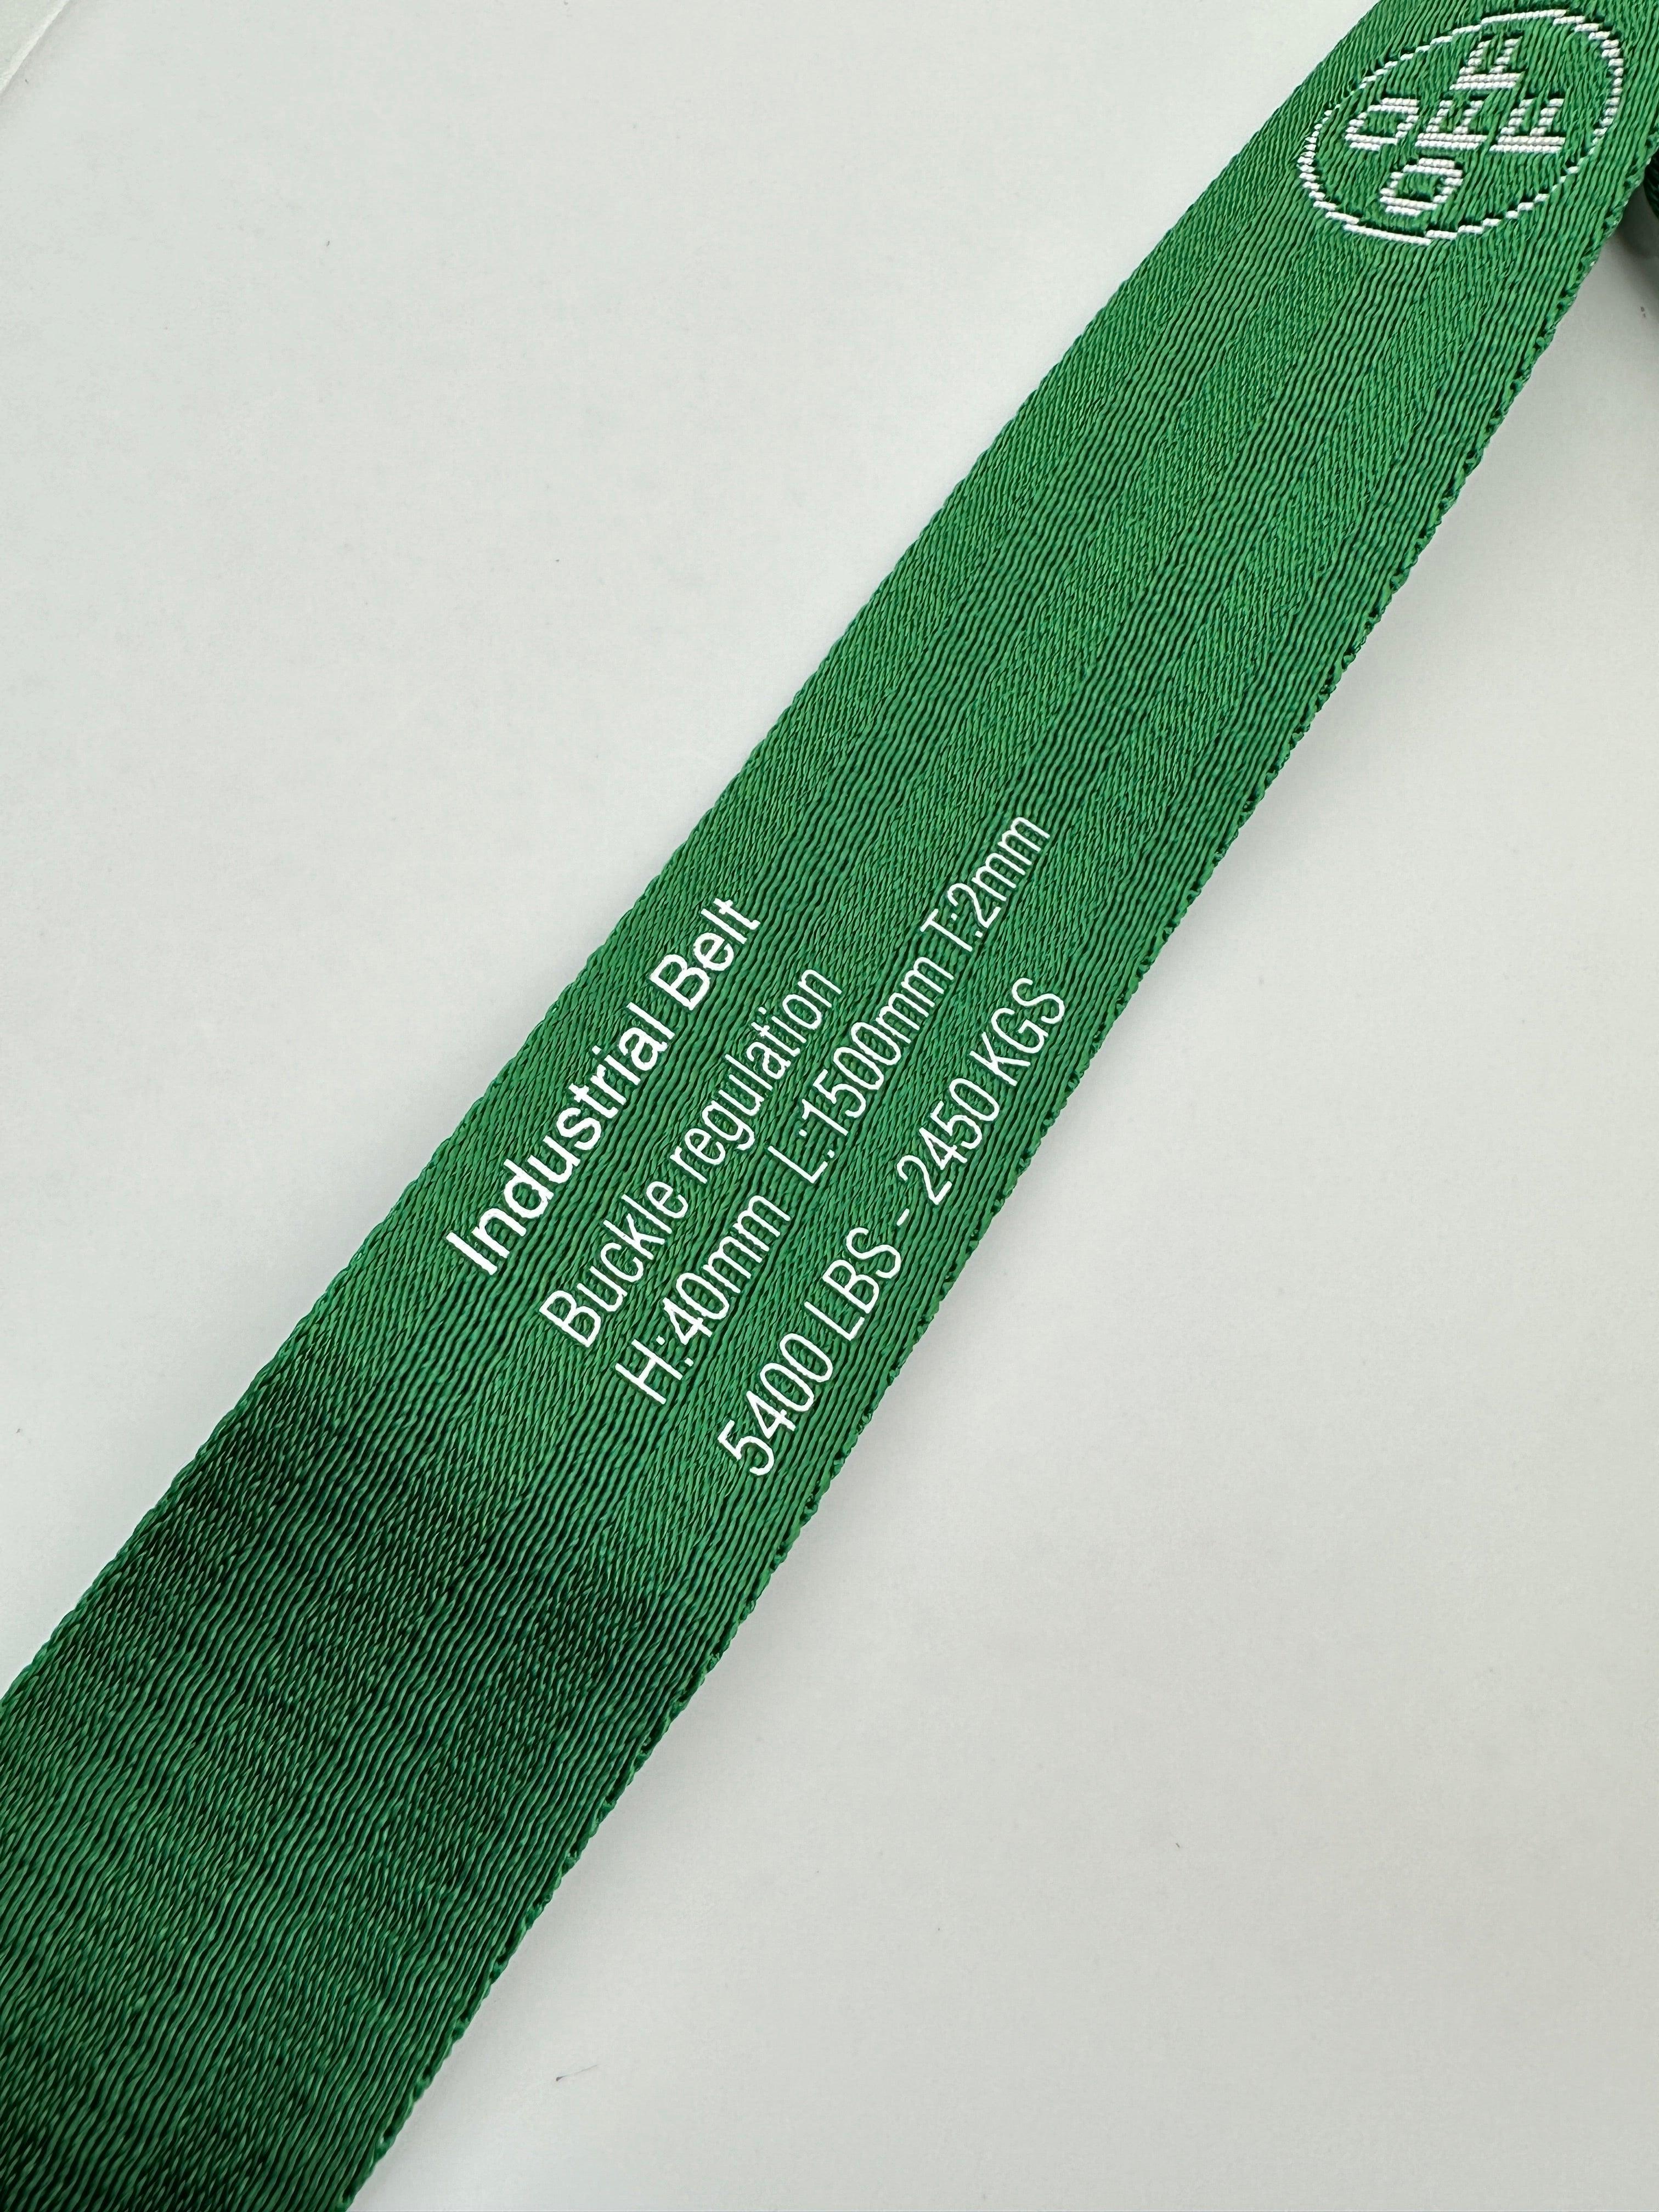 Industrial Belt
Buckle regulation
H:40mm L:1500mm T:2mm
5400 LBS - 2450 KGS